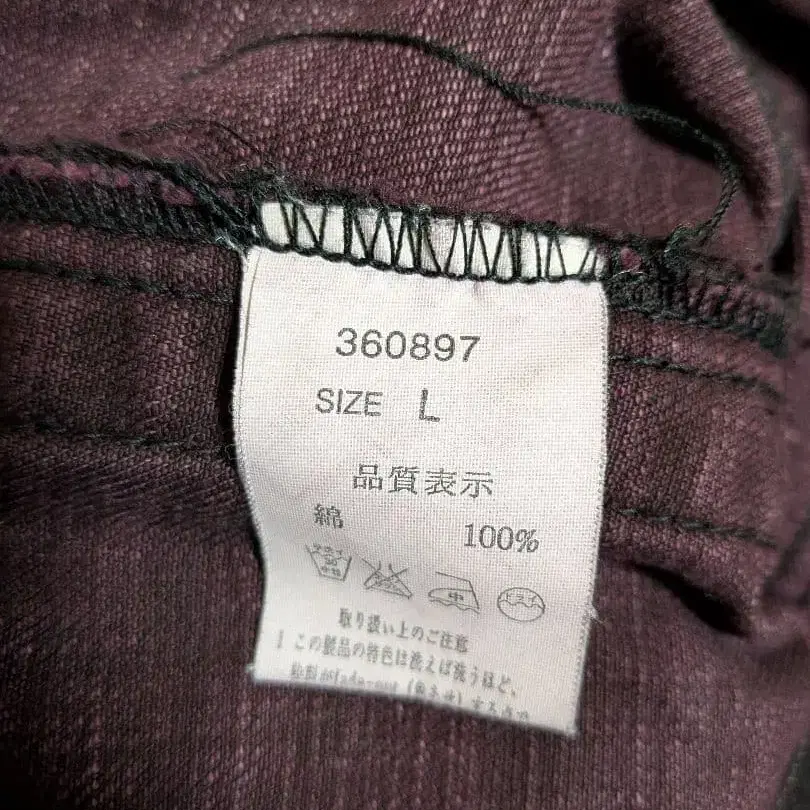 360897
SIZE L
品質表示
綿 100%
中
取り扱い上のご注意
1 この製品の特色は洗えば洗うほど、